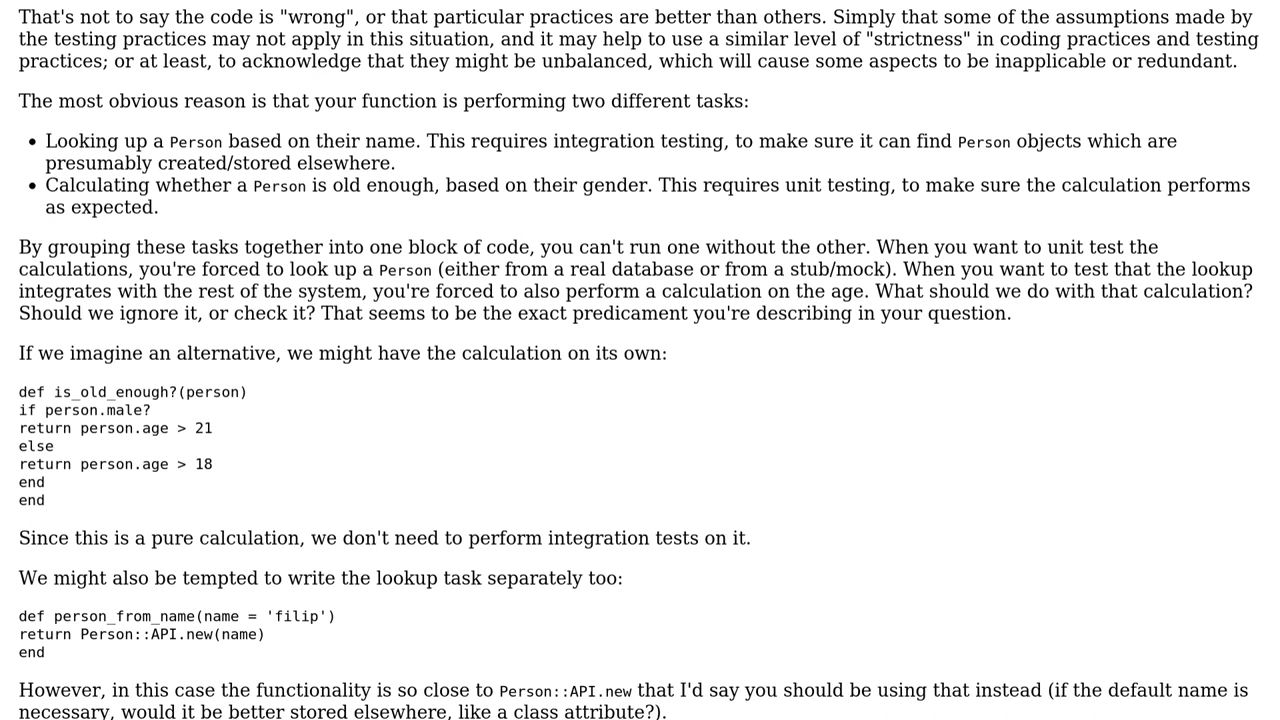 That's not to say the code is "wrong", or that particular practices are better than others. Simply that some of the assumptions made by
the testing practices may not apply in this situation, and it may help to use a similar level of "strictness" in coding practices and testing
practices; or at least, to acknowledge that they might be unbalanced, which will cause some aspects to be inapplicable or redundant.
The most obvious reason is that your function is performing two different tasks:
• Looking up a Person based on their name. This requires integration testing, to make sure it can find Person objects which are
presumably created/stored elsewhere.
• Calculating whether a Person is old enough, based on their gender. This requires unit testing, to make sure the calculation performs
as expected.
By grouping these tasks together into one block of code, you can't run one without the other. When you want to unit test the
calculations, you're forced to look up a Person (either from a real database or from a stub/mock). When you want to test that the lookup
integrates with the rest of the system, you're forced to also perform a calculation on the age. What should we do with that calculation?
Should we ignore it, or check it? That seems to be the exact predicament you're describing in your question.
If we imagine an alternative, we might have the calculation on its own:
def is_old_enough?(person)
if person.male?
return person.age > 21
else
return person.age > 18
end
end
Since this is a pure calculation, we don't need to perform integration tests on it.
We might also be tempted to write the lookup task separately too:
def person_from_name(name = 'filip')
return Person::API.new(name)
end
However, in this case the functionality is so close to Person::API.new that I'd say you should be using that instead (if the default name is
necessary, would it be better stored elsewhere, like a class attribute?).